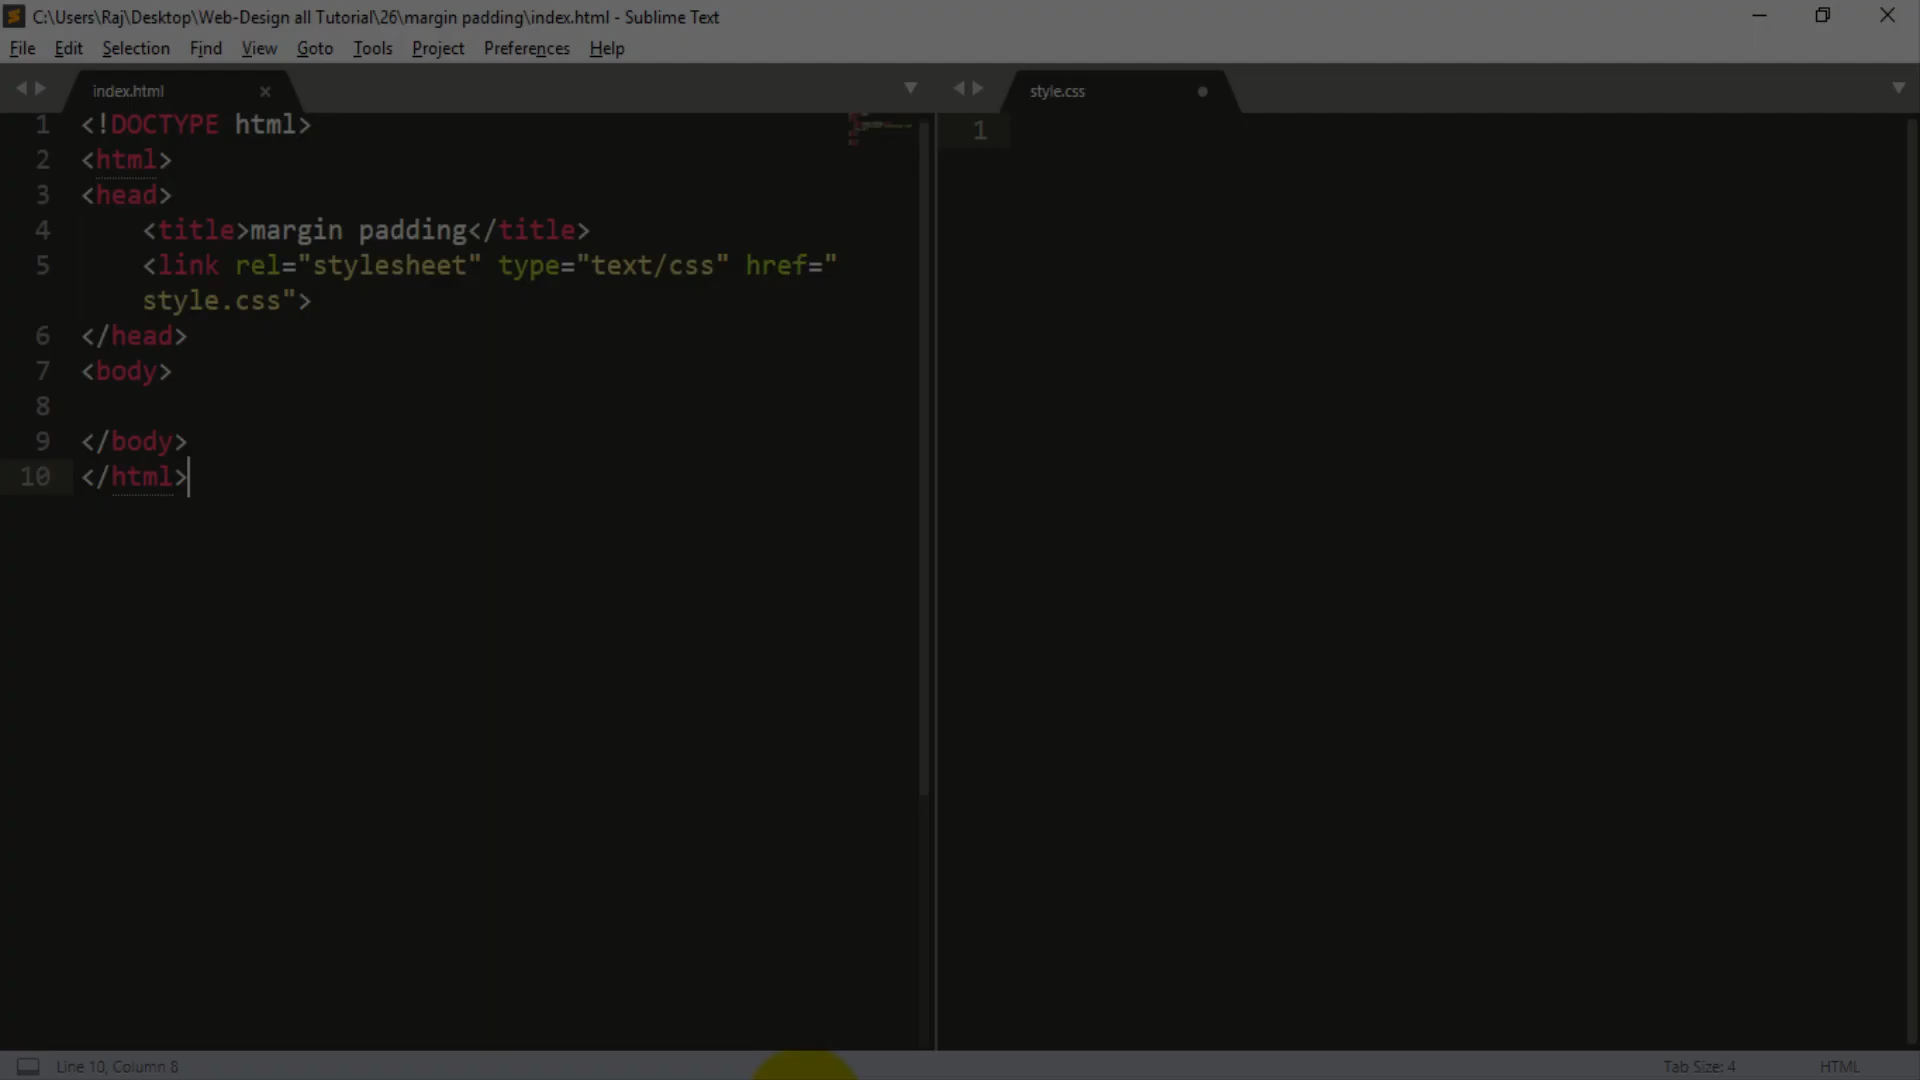 C:\Users\Raj\Desktop\Web-Design all Tutorial\26\margin padding\index.html - Sublime Text
File Edit Selection Find View Goto Tools Project Preferences Help
index.html
style.css
1 <!DOCTYPE html>
2 <html>
3 <head>
4 <title>margin padding</title>
5 <link rel="stylesheet" type="text/css" href="
style.css">
6 </head>
7 <body>
8
9 </body>
10 </html>
1
Line 10, Column 8
Tab Size: 4
HTML